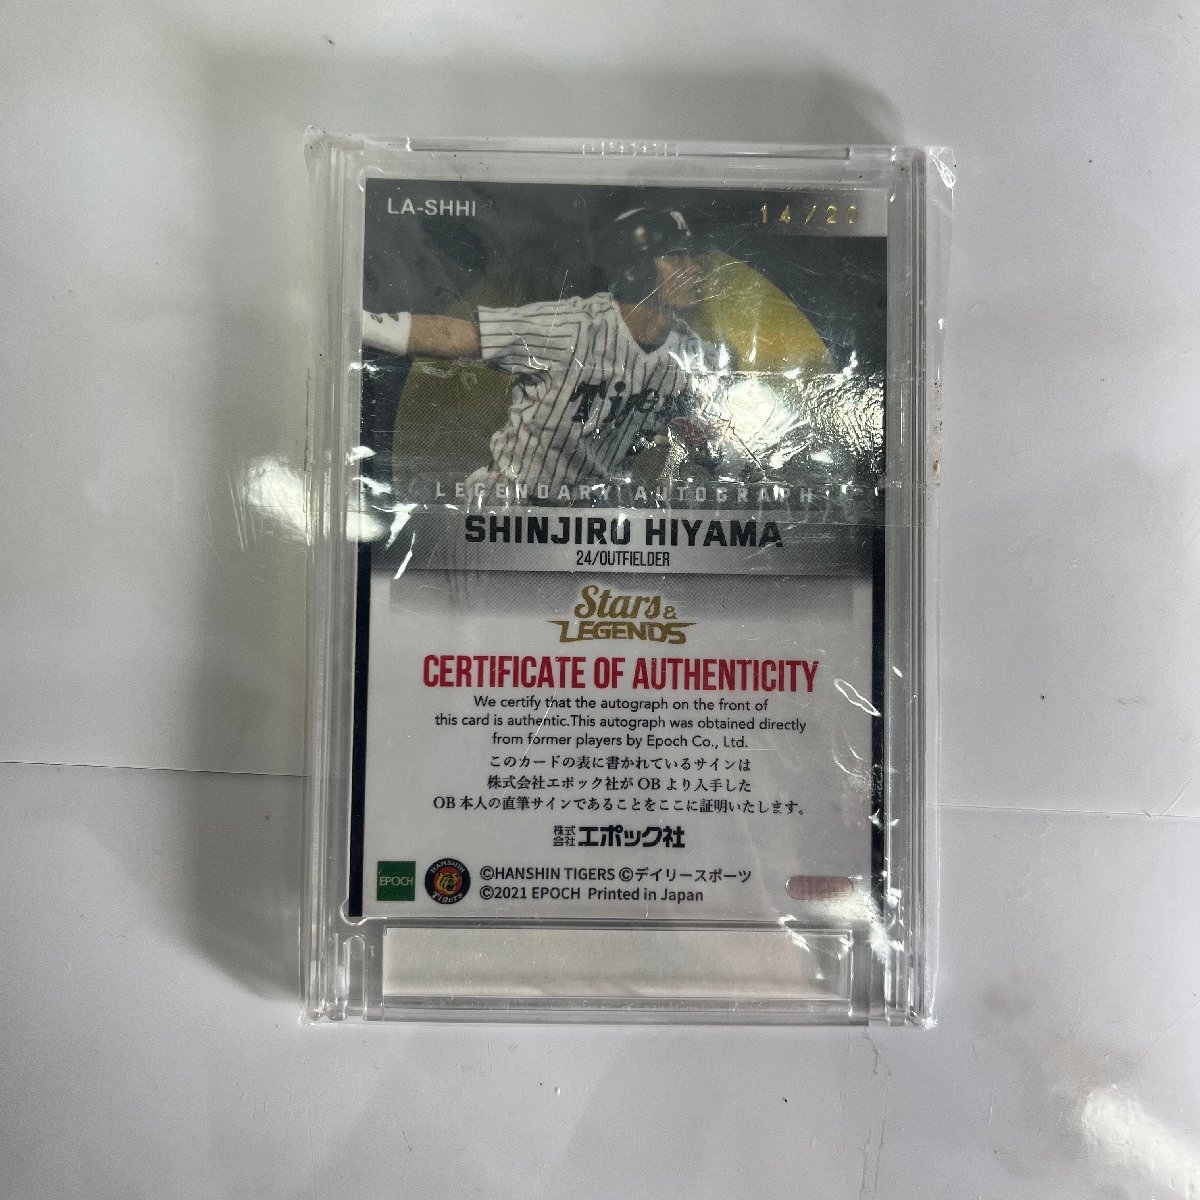 LA-SHHI
14/20
Tigers
LEGENDARY AUTOGRAPH
SHINJIRO HIYAMA
24/OUTFIELDER
Stars &
LEGENDS
CERTIFICATE OF AUTHENTICITY
We certify that the autograph on the front of
this card is authentic.This autograph was obtained directly
from former players by Epoch Co., Ltd.
このカードの表に書かれているサインは
株式会社エポック社が OB より入手した
OB 本人の直筆サインであることをここに証明いたします。
株式会社エポック社
EPOCH
HANSHIN Tigers
©HANSHIN TIGERS ©デイリースポーツ
©2021 EPOCH Printed in Japan